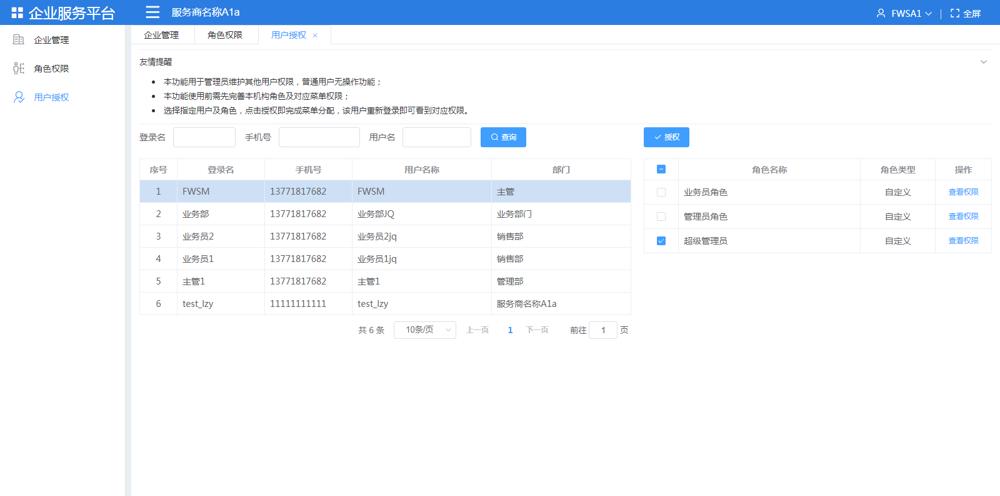 企业服务平台
服务商名称A1a
FWSA1
全屏
企业管理
角色权限
用户授权
企业管理
角色权限
用户授权 ×
友情提醒
• 本功能用于管理员维护其他用户权限，普通用户无操作功能；
• 本功能使用前需先完善本机构角色及对应菜单权限；
• 选择指定用户及角色，点击授权即完成菜单分配，该用户重新登录即可看到对应权限。
登录名 手机号 用户名 查询 授权
序号 登录名 手机号 用户名称 部门
1 FWSM 13771817682 FWSM 主管
2 业务部 13771817682 业务部JQ 业务部门
3 业务员2 13771817682 业务员2jq 销售部
4 业务员1 13771817682 业务员1jq 销售部
5 主管1 13771817682 主管1 管理部
6 test_lzy 11111111111 test_lzy 服务商名称A1a
共 6 条 10条/页 上一页 1 下一页 前往 1 页
角色名称 角色类型 操作
业务员角色 自定义 查看权限
管理员角色 自定义 查看权限
超级管理员 自定义 查看权限